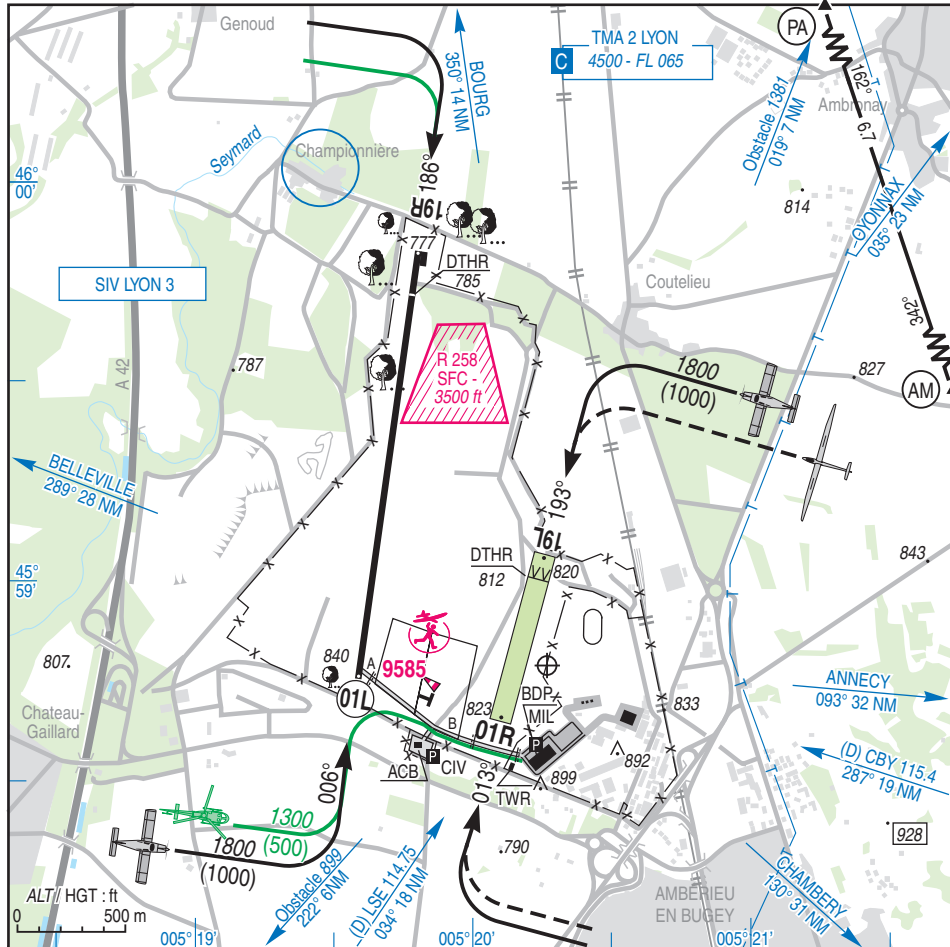 Genoud
BOURG
350° 14 NM
TMA 2 LYON
C
4500 - FL 065
PA
162°
6.7
342°
Ambronay
Obstacle 1381
019° 7 NM
Seymard
Championnière
186°
46°
00'
19R
777
DTHR
785
814
OYONNAX
035° 23 NM
SIV LYON 3
Coutelieu
A 42
787
R 258
SFC -
3500 ft
1800
(1000)
827
AM
BELLEVILLE
289° 28 NM
193°
19L
DTHR
812
VV
820
843
45°
59'
807
840
A
9585
T
01L
B
823
01R
BDP
MIL
P
833
ANNECY
093° 32 NM
Chateau-
Gaillard
ACB
P
CIV
TWR
899
892
(D) CBY 115.4
287° 19 NM
006°
013°
1300
(500)
1800
(1000)
790
928
Obstacle 899
222° 6NM
(D) LSE 114.75
034° 18 NM
AMBERIEU
EN BUGEY
CHAMBERY
130° 31 NM
ALT / HGT : ft
0 500 m
005° 19'
005° 20'
005° 21'